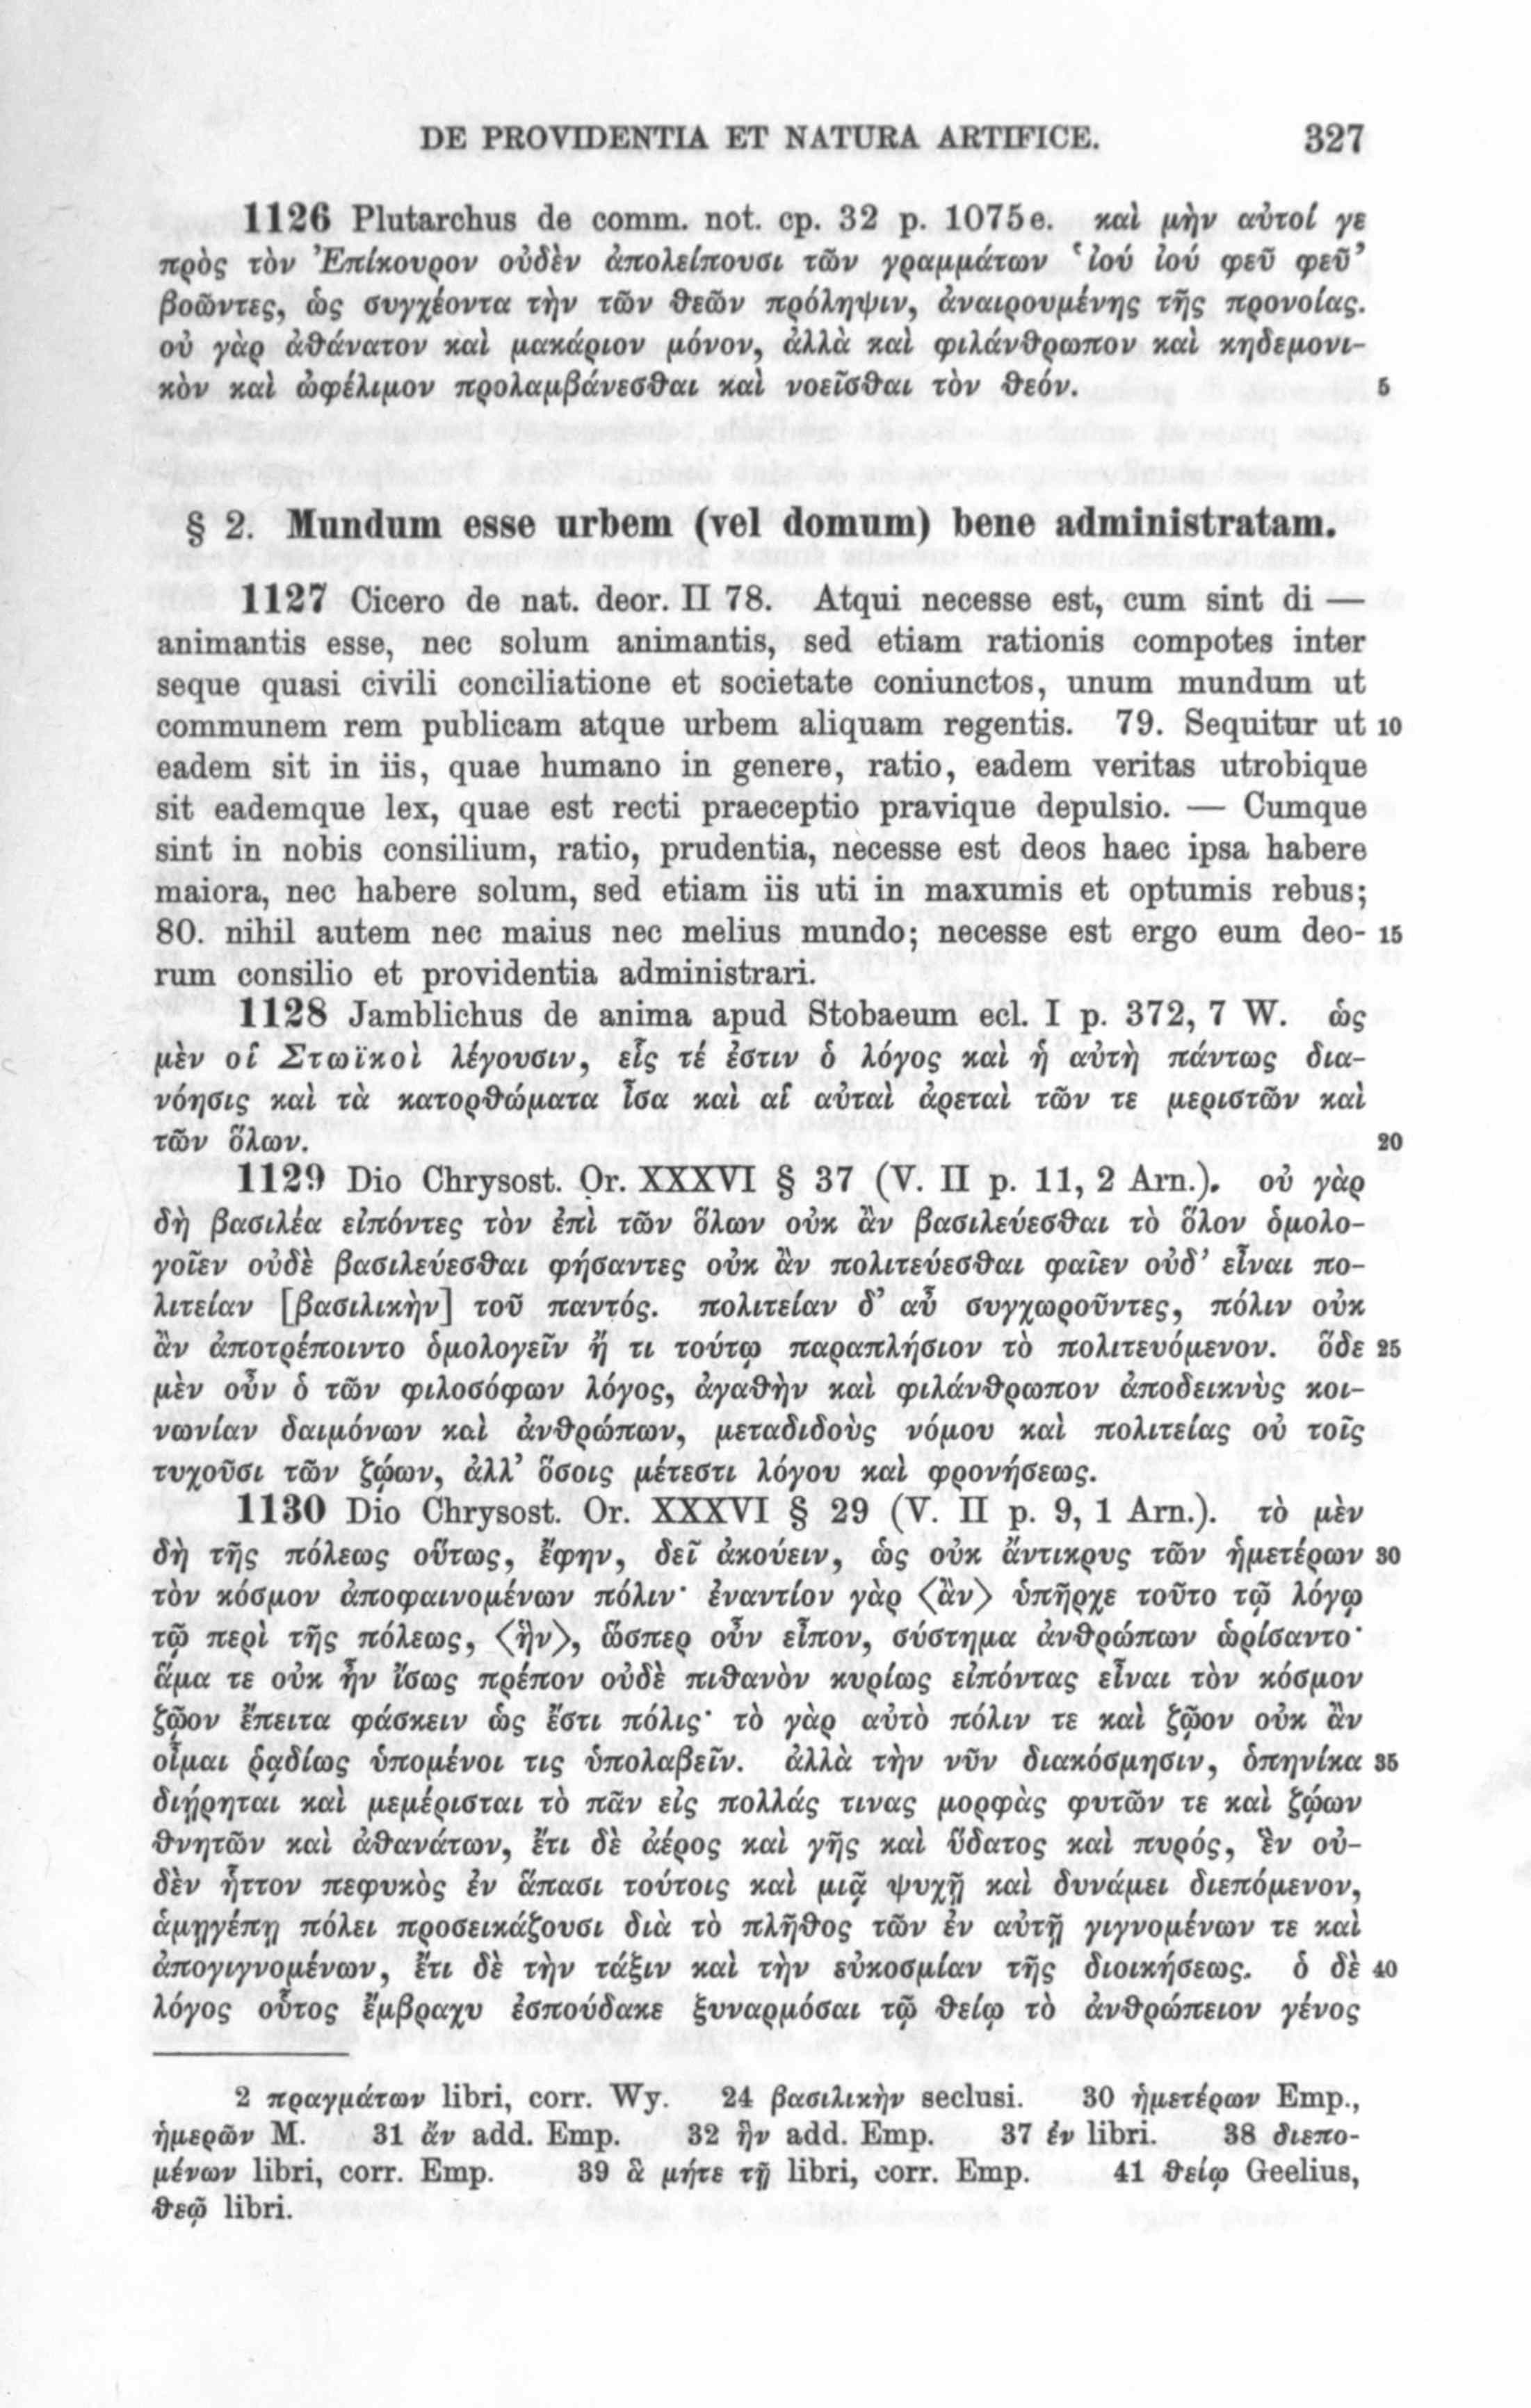 DE PROVIDENTIA ET NATURA ARTIFICE. 327
1126 Plutarchus de comm. not. cp. 32 p. 1075e. καὶ μὴν αὐτοί γε
πρὸς τὸν Ἐπίκουρον οὐδὲν ἀπολείπουσι τῶν γραμμάτων ‘ἰού ἰού φεῦ φεῦ’
βοῶντες, ὡς συγχέοντα τὴν τῶν θεῶν πρόληψιν, ἀναιρουμένης τῆς προνοίας.
οὐ γὰρ ἀθάνατον καὶ μακάριον μόνον, ἀλλὰ καὶ φιλάνθρωπον καὶ κηδεμονι-
κὸν καὶ ὠφέλιμον προλαμβάνεσθαι καὶ νοεῖσθαι τὸν θεόν. 5
§ 2. Mundum esse urbem (vel domum) bene administratam.
1127 Cicero de nat. deor. II 78. Atqui necesse est, cum sint di —
animantis esse, nec solum animantis, sed etiam rationis compotes inter
seque quasi civili conciliatione et societate coniunctos, unum mundum ut
communem rem publicam atque urbem aliquam regentis. 79. Sequitur ut 10
eadem sit in iis, quae humano in genere, ratio, eadem veritas utrobique
sit eademque lex, quae est recti praeceptio pravique depulsio. — Cumque
sint in nobis consilium, ratio, prudentia, necesse est deos haec ipsa habere
maiora, nec habere solum, sed etiam iis uti in maxumis et optumis rebus;
80. nihil autem nec maius nec melius mundo; necesse est ergo eum deo- 15
rum consilio et providentia administrari.
1128 Jamblichus de anima apud Stobaeum ecl. I p. 372, 7 W. ὡς
μὲν οἱ Στωϊκοὶ λέγουσιν, εἷς τέ ἐστιν ὁ λόγος καὶ ἡ αὐτὴ πάντως δια-
νόησις καὶ τὰ κατορθώματα ἴσα καὶ αἱ αὐταὶ ἀρεταὶ τῶν τε μεριστῶν καὶ
τῶν ὅλων. 20
1129 Dio Chrysost. Or. XXXVI § 37 (V. II p. 11, 2 Arn.). οὐ γὰρ
δὴ βασιλέα εἰπόντες τὸν ἐπὶ τῶν ὅλων οὐκ ἂν βασιλεύεσθαι τὸ ὅλον ὁμολο-
γοῖεν οὐδὲ βασιλεύεσθαι φήσαντες οὐκ ἂν πολιτεύεσθαι φαῖεν οὐδ’ εἶναι πο-
λιτείαν [βασιλικὴν] τοῦ παντός. πολιτείαν δ’ αὖ συγχωροῦντες, πόλιν οὐκ
ἂν ἀποτρέποιντο ὁμολογεῖν ἤ τι τούτῳ παραπλήσιον τὸ πολιτευόμενον. ὅδε 25
μὲν οὖν ὁ τῶν φιλοσόφων λόγος, ἀγαθὴν καὶ φιλάνθρωπον ἀποδεικνὺς κοι-
νωνίαν δαιμόνων καὶ ἀνθρώπων, μεταδιδοὺς νόμου καὶ πολιτείας οὐ τοῖς
τυχοῦσι τῶν ζῴων, ἀλλ’ ὅσοις μέτεστι λόγου καὶ φρονήσεως.
1130 Dio Chrysost. Or. XXXVI § 29 (V. II p. 9, 1 Arn.). τὸ μὲν
δὴ τῆς πόλεως οὕτως, ἔφην, δεῖ ἀκούειν, ὡς οὐκ ἄντικρυς τῶν ἡμετέρων 30
τὸν κόσμον ἀποφαινομένων πόλιν· ἐναντίον γὰρ ⟨ἂν⟩ ὑπῆρχε τοῦτο τῷ λόγῳ
τῷ περὶ τῆς πόλεως, ⟨ἣν⟩, ὥσπερ οὖν εἶπον, σύστημα ἀνθρώπων ὡρίσαντο·
ἅμα τε οὐκ ἦν ἴσως πρέπον οὐδὲ πιθανὸν κυρίως εἰπόντας εἶναι τὸν κόσμον
ζῷον ἔπειτα φάσκειν ὡς ἔστι πόλις· τὸ γὰρ αὐτὸ πόλιν τε καὶ ζῷον οὐκ ἂν
οἶμαι ῥᾳδίως ὑπομένοι τις ὑπολαβεῖν. ἀλλὰ τὴν νῦν διακόσμησιν, ὁπηνίκα 35
διῄρηται καὶ μεμέρισται τὸ πᾶν εἰς πολλάς τινας μορφὰς φυτῶν τε καὶ ζῴων
θνητῶν καὶ ἀθανάτων, ἔτι δὲ ἀέρος καὶ γῆς καὶ ὕδατος καὶ πυρός, ἓν οὐ-
δὲν ἧττον πεφυκὸς ἐν ἅπασι τούτοις καὶ μιᾷ ψυχῇ καὶ δυνάμει διεπόμενον,
ἁμῃγέπῃ πόλει προσεικάζουσι διὰ τὸ πλῆθος τῶν ἐν αὐτῇ γιγνομένων τε καὶ
ἀπογιγνομένων, ἔτι δὲ τὴν τάξιν καὶ τὴν εὐκοσμίαν τῆς διοικήσεως. ὁ δὲ 40
λόγος οὗτος ἔμβραχυ ἐσπούδακε ξυναρμόσαι τῷ θείῳ τὸ ἀνθρώπειον γένος
2 πραγμάτων libri, corr. Wy. 24 βασιλικὴν seclusi. 30 ἡμετέρων Emp.,
ἡμερῶν M. 31 ἄν add. Emp. 32 ἣν add. Emp. 37 ἐν libri. 38 διεπο-
μένων libri, corr. Emp. 39 ἃ μήτε τῇ libri, corr. Emp. 41 θείῳ Geelius,
θεῷ libri.